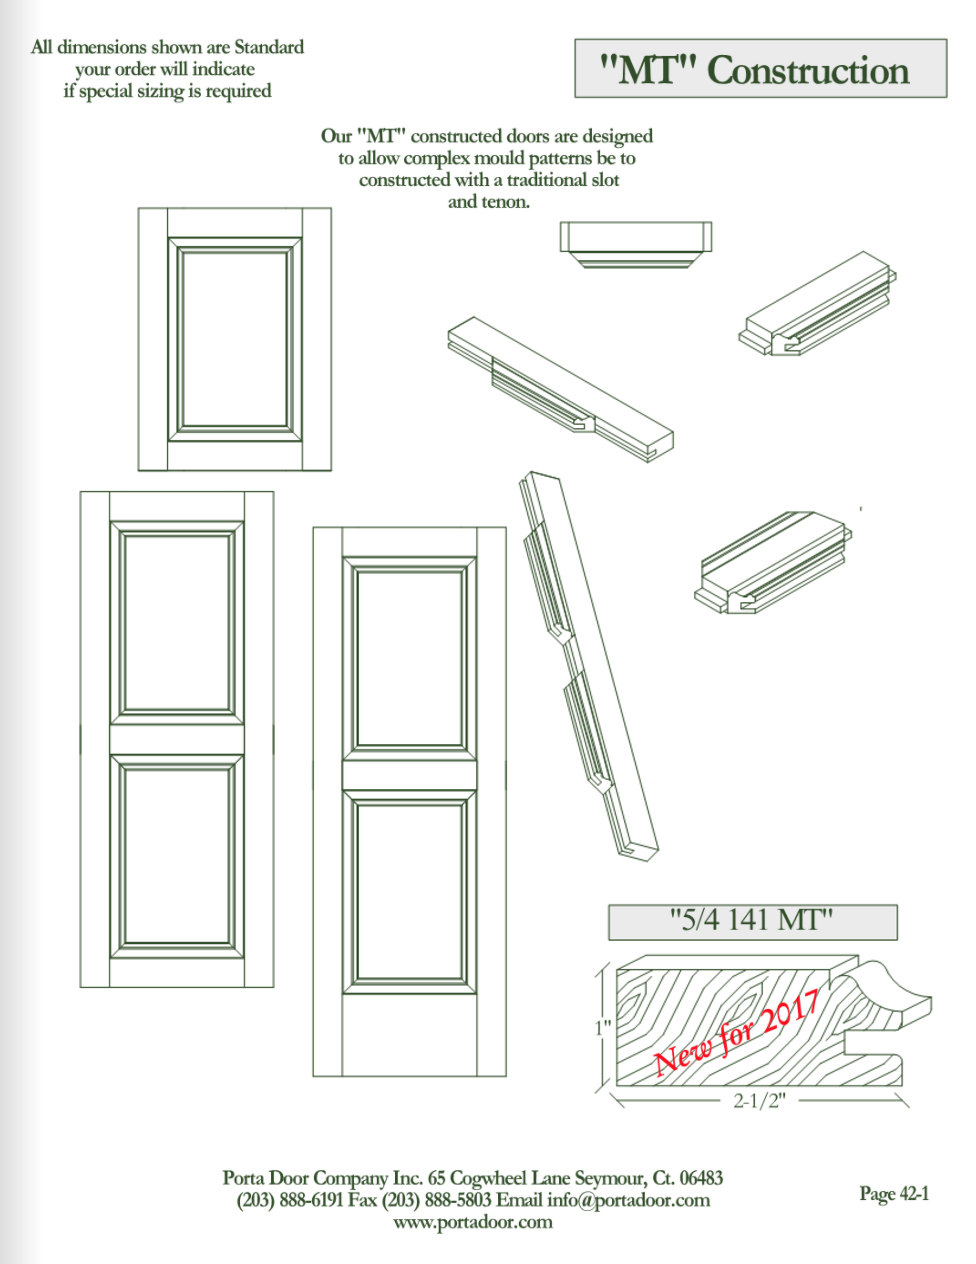 All dimensions shown are Standard
your order will indicate
if special sizing is required
"MT" Construction
Our "MT" constructed doors are designed
to allow complex mould patterns be to
constructed with a traditional slot
and tenon.
"5/4 141 MT"
New for 2017
1"
2-1/2"
Porta Door Company Inc. 65 Cogwheel Lane Seymour, Ct. 06483
(203) 888-6191 Fax (203) 888-5803 Email info@portadoor.com
www.portadoor.com
Page 42-1